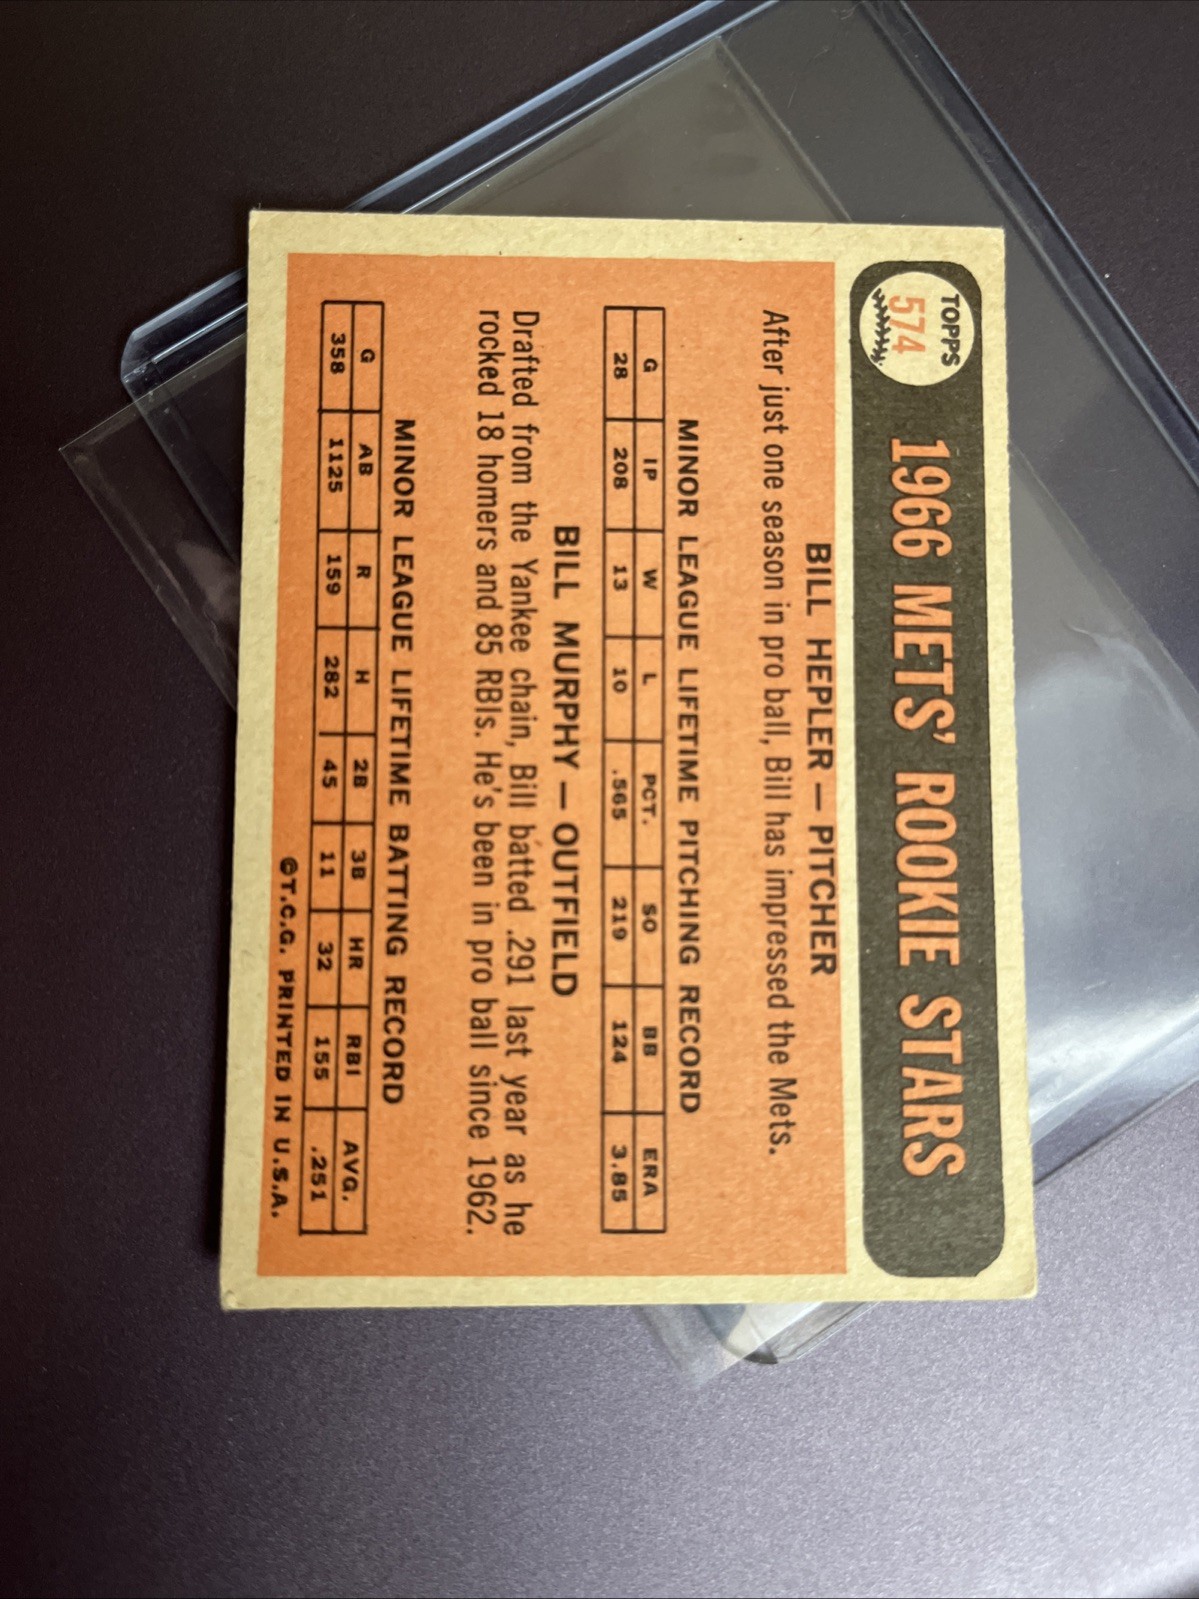 TOPPS
574
1966 METS' ROOKIE STARS
BILL HEPLER — PITCHER
After just one season in pro ball, Bill has impressed the Mets.
MINOR LEAGUE LIFETIME PITCHING RECORD
G IP W L PCT. SO BB ERA
28 208 13 10 .565 219 124 3.85
BILL MURPHY — OUTFIELD
Drafted from the Yankee chain, Bill batted .291 last year as he
rocked 18 homers and 85 RBIs. He's been in pro ball since 1962.
MINOR LEAGUE LIFETIME BATTING RECORD
G AB R H 2B 3B HR RBI AVG.
358 1125 159 282 45 11 32 155 .251
©T.C.G. PRINTED IN U.S.A.